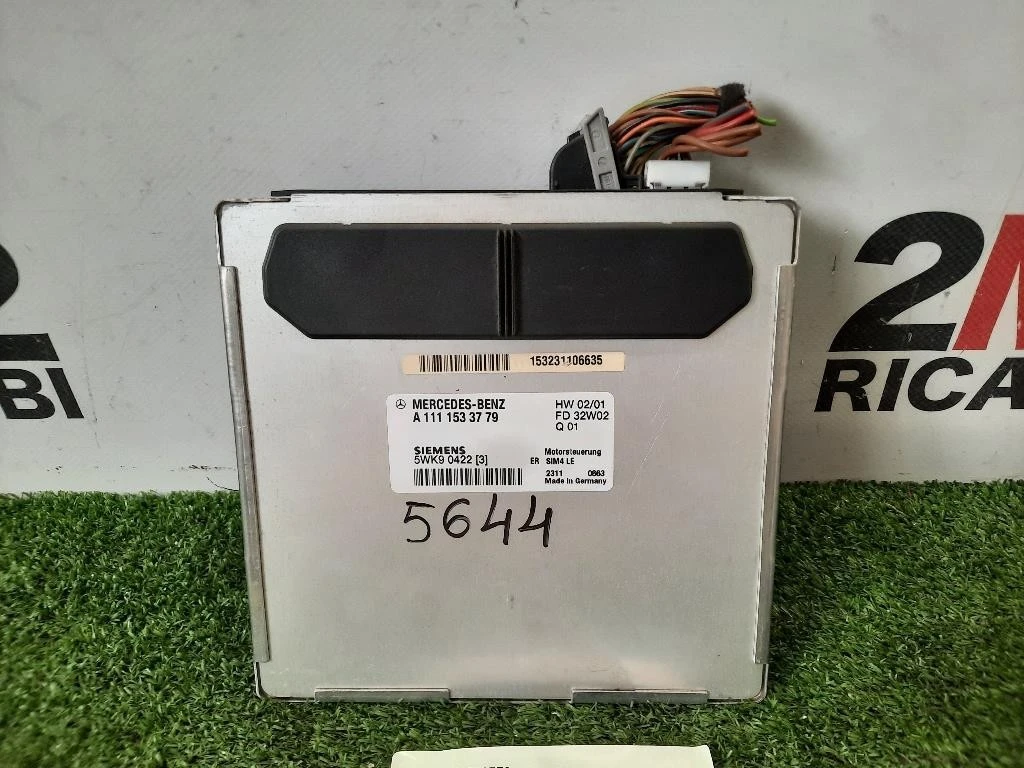 2
BI
2M
RICA
153231106635
MERCEDES-BENZ
A 111 153 37 79
HW 02/01
FD 32W02
Q 01
SIEMENS
5WK9 0422 [3]
Motorsteuerung
ER SIM4 LE
2311 0863
Made in Germany
5644